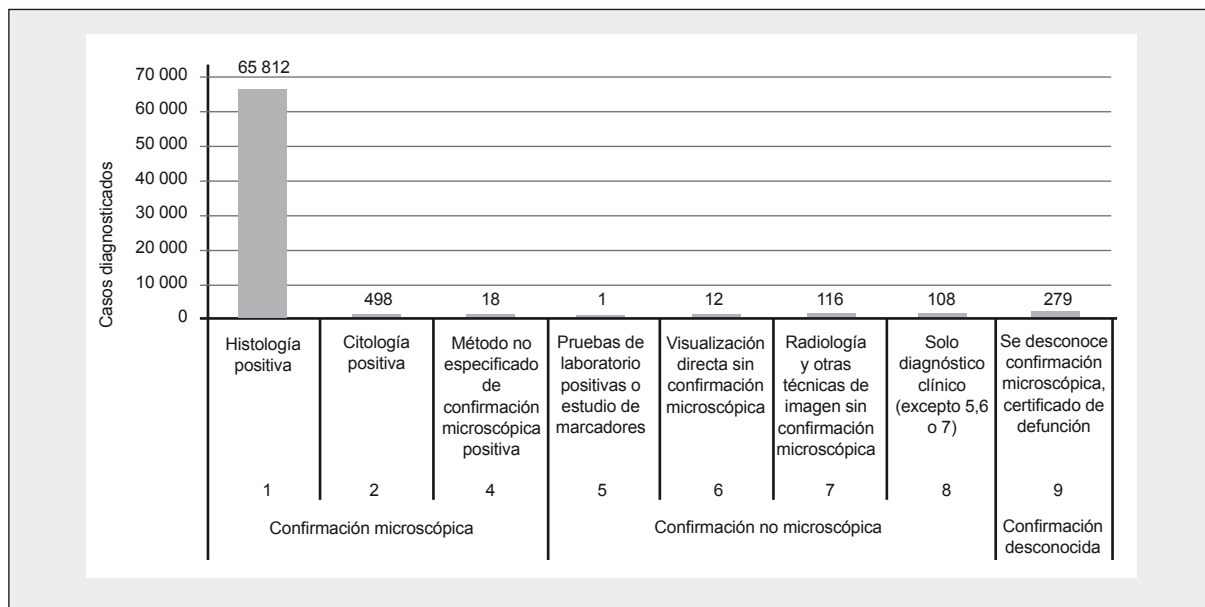 65 812
70 000
60 000
50 000
40 000
30 000
20 000
10 000
0
Casos diagnosticados
498
18
1
12
116
108
279
Histología
positiva
Citología
positiva
Método no
especificado
de
confirmación
microscópica
positiva
Pruebas de
laboratorio
positivas o
estudio de
marcadores
Visualización
directa sin
confirmación
microscópica
Radiología
y otras
técnicas de
imagen sin
confirmación
microscópica
Solo
diagnóstico
clínico
(excepto 5,6
o 7)
Se desconoce
confirmación
microscópica,
certificado de
defunción
1
2
4
5
6
7
8
9
Confirmación microscópica
Confirmación no microscópica
Confirmación
desconocida